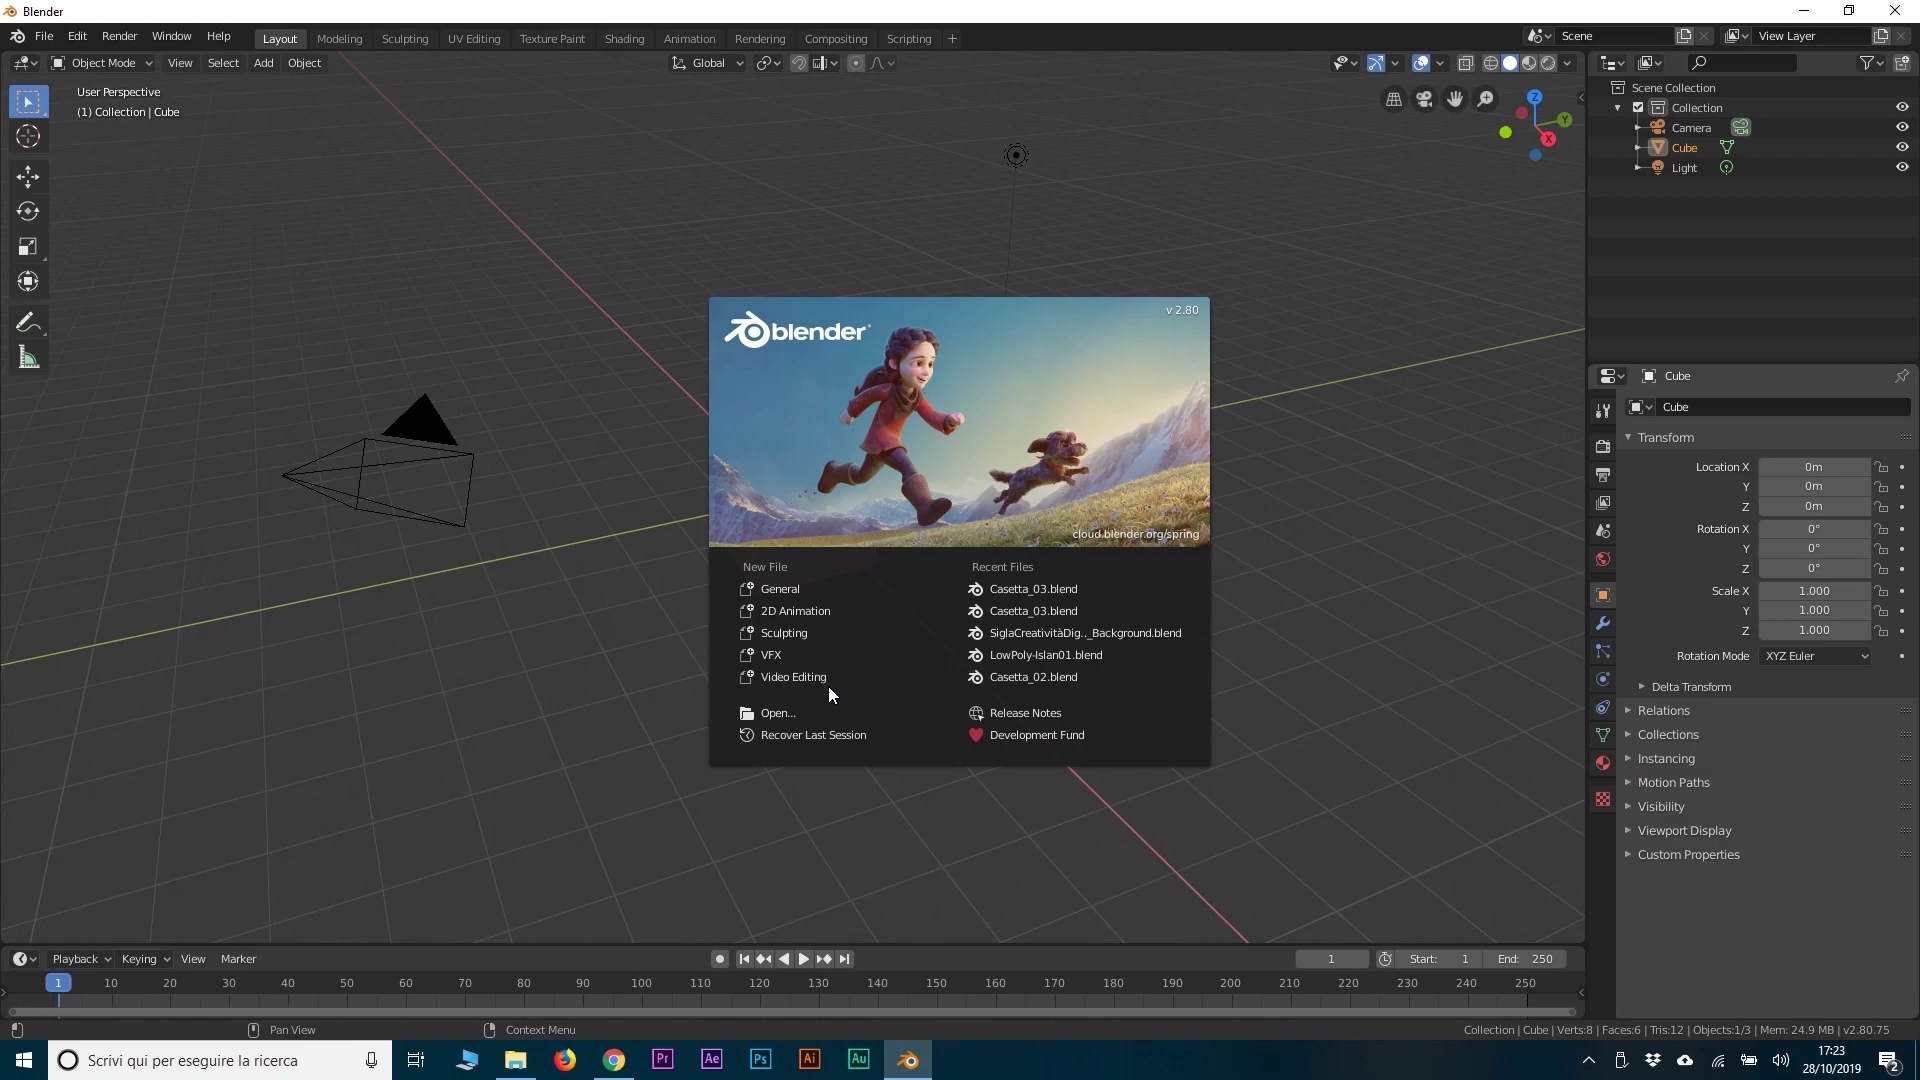 Blender
File Edit Render Window Help Layout Modeling Sculpting UV Editing Texture Paint Shading Animation Rendering Compositing Scripting + Scene View Layer
Object Mode View Select Add Object Global
User Perspective
(1) Collection | Cube
Z
Y
X
Scene Collection
Collection
Camera
Cube
Light
blender
v 2.80
cloud.blender.org/spring
New File
General
2D Animation
Sculpting
VFX
Video Editing
Open...
Recover Last Session
Recent Files
Casetta_03.blend
Casetta_03.blend
SiglaCreativitàDig.._Background.blend
LowPoly-Islan01.blend
Casetta_02.blend
Release Notes
Development Fund
Cube
Cube
Transform
Location X 0m
Y 0m
Z 0m
Rotation X 0°
Y 0°
Z 0°
Scale X 1.000
Y 1.000
Z 1.000
Rotation Mode XYZ Euler
Delta Transform
Relations
Collections
Instancing
Motion Paths
Visibility
Viewport Display
Custom Properties
Playback Keying View Marker 1 Start: 1 End: 250
1 10 20 30 40 50 60 70 80 90 100 110 120 130 140 150 160 170 180 190 200 210 220 230 240 250
Pan View Context Menu Collection | Cube | Verts:8 | Faces:6 | Tris:12 | Objects:1/3 | Mem: 24.9 MB | v2.80.75
Scrivi qui per eseguire la ricerca Pr Ae Ps Ai Au
17:23
28/10/2019
2